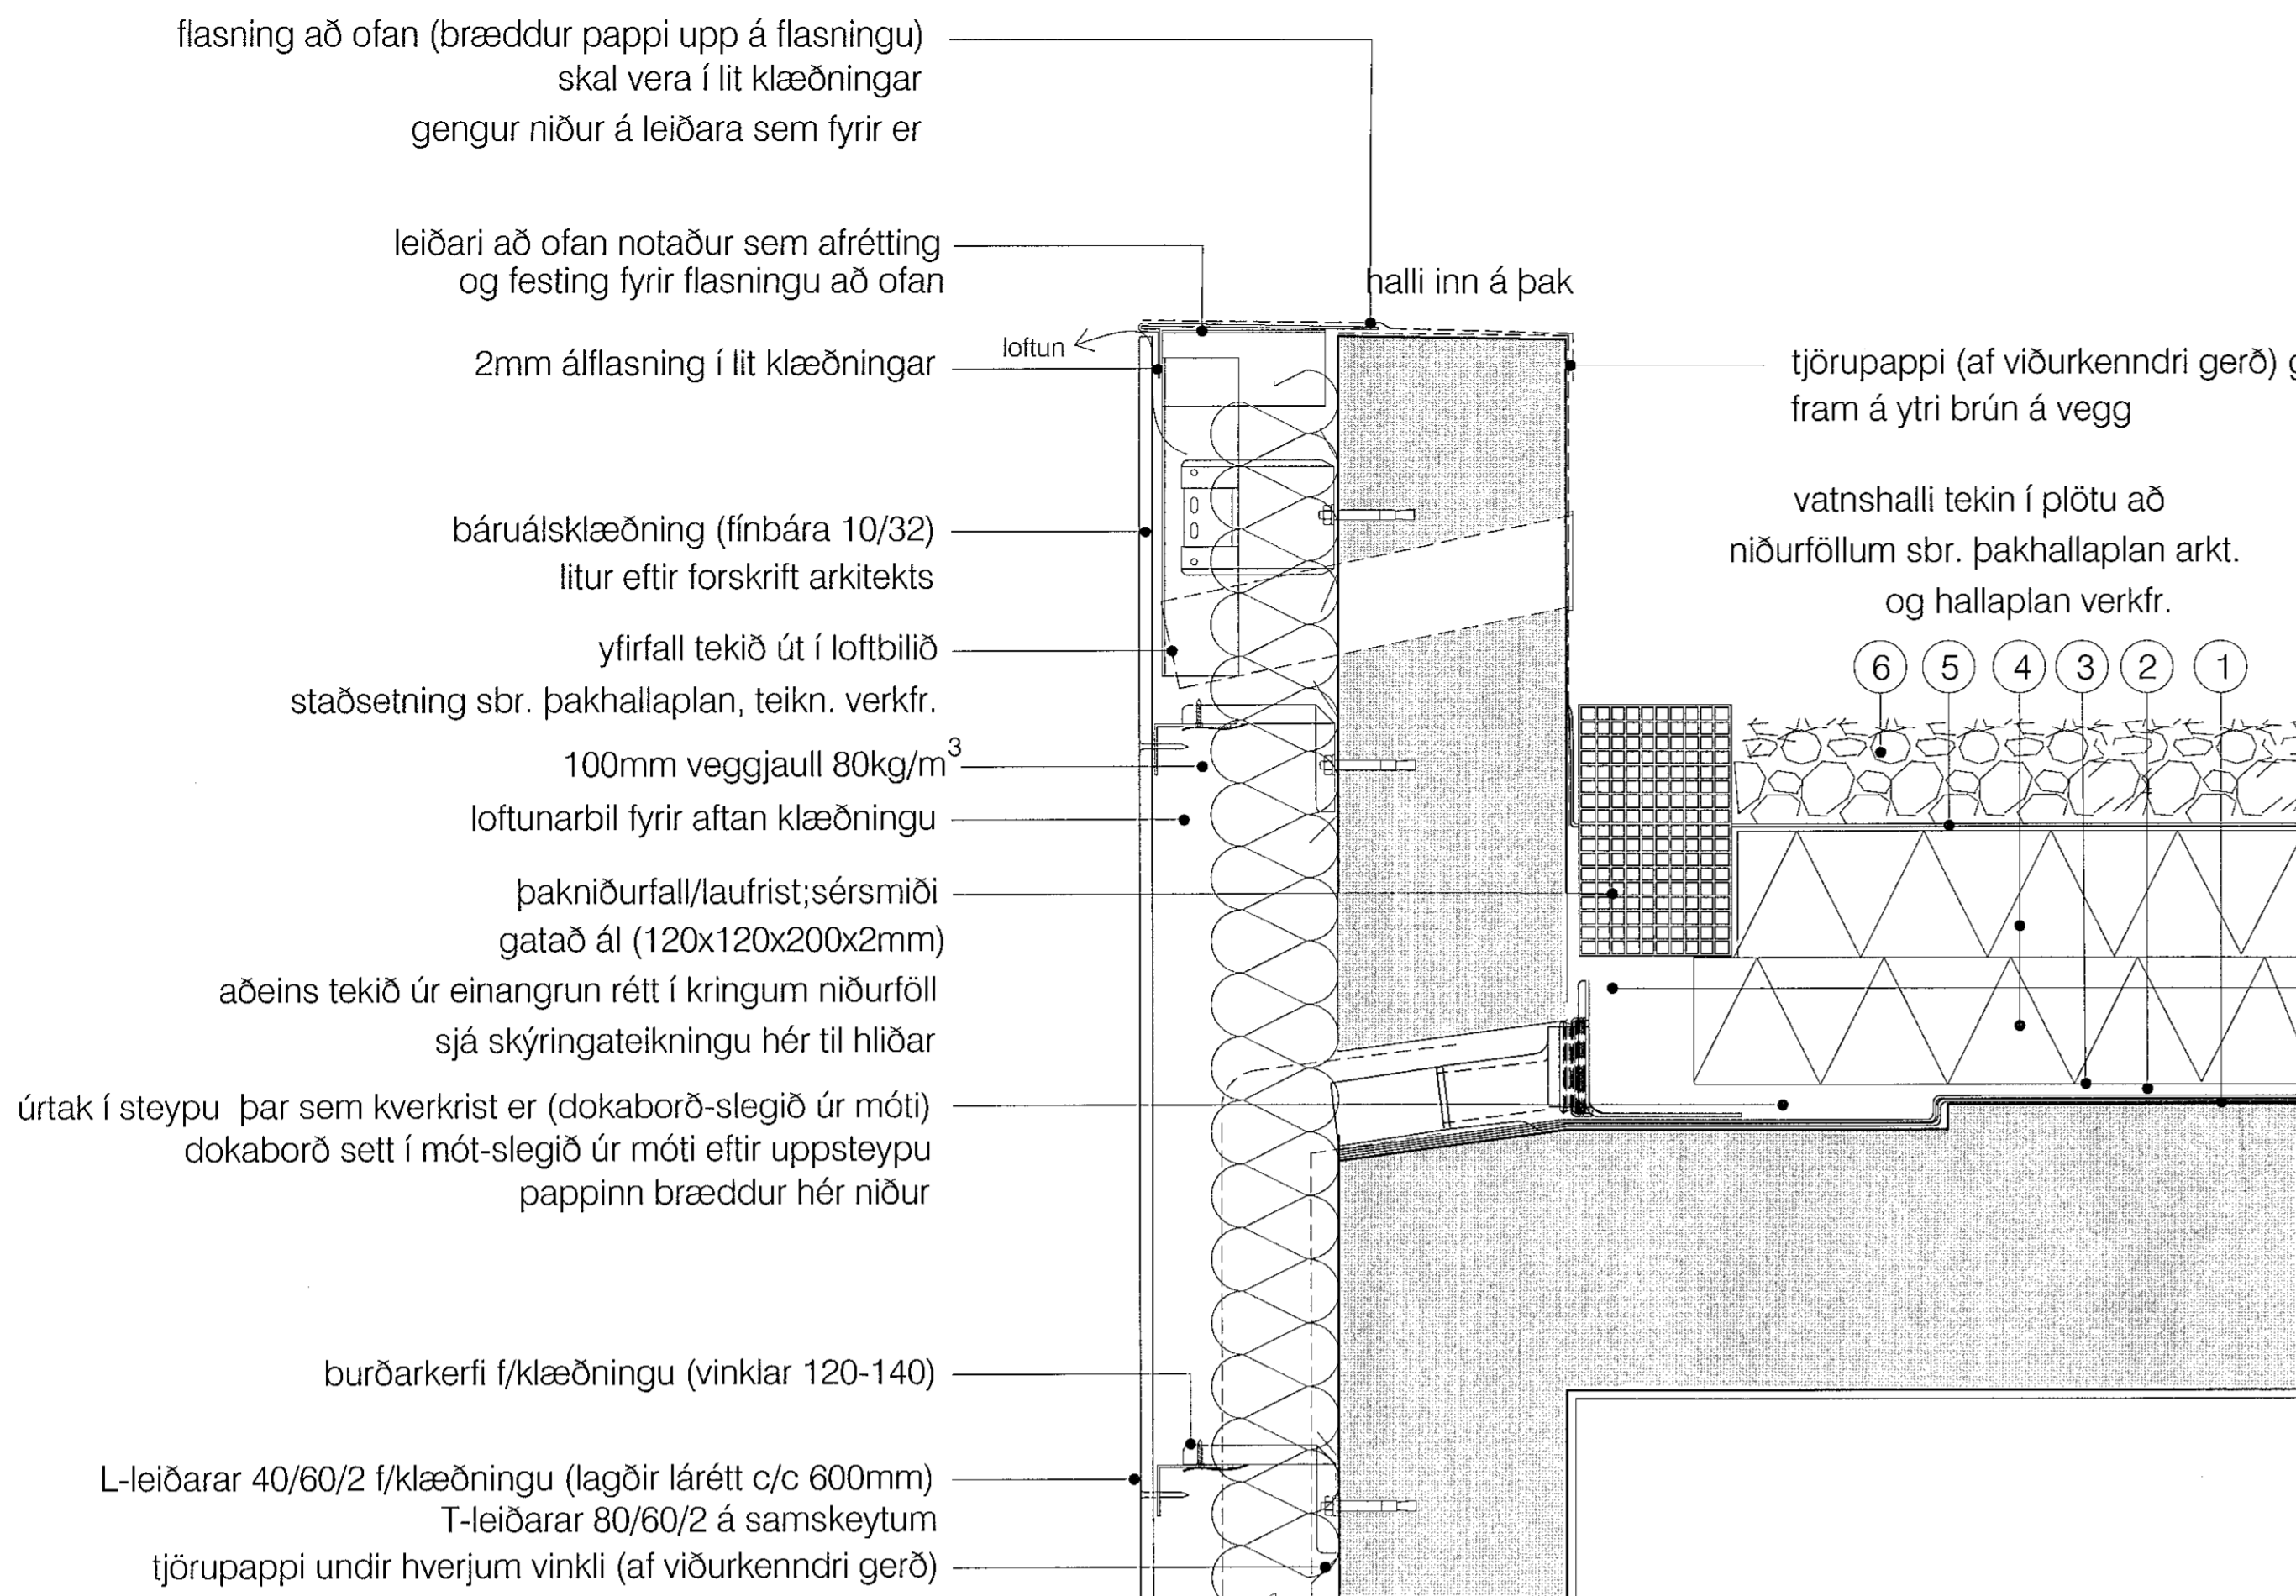 flasning að ofan (bræddur pappi upp á flasningu)
skal vera í lit klæðningar
gengur niður á leiðara sem fyrir er
leiðari að ofan notaður sem afrétting
og festing fyrir flasningu að ofan
halli inn á þak
loftun
2mm álflasning í lit klæðningar
báruálsklæðning (fínbára 10/32)
litur eftir forskrift arkitekts
yfirfall tekið út í loftbilið
staðsetning sbr. þakhallaplan, teikn. verkfr.
100mm veggjaull 80kg/m³
loftunarbil fyrir aftan klæðningu
þakniðurfall/laufrist;sérsmiði
gatað ál (120x120x200x2mm)
aðeins tekið úr einangrun rétt í kringum niðurföll
sjá skýringateikningu hér til hliðar
úrtak í steypu þar sem kverkrist er (dokaborð-slegið úr móti)
dokaborð sett í mót-slegið úr móti eftir uppsteypu
pappinn bræddur hér niður
burðarkerfi f/klæðningu (vinklar 120-140)
L-leiðarar 40/60/2 f/klæðningu (lagðir lárétt c/c 600mm)
T-leiðarar 80/60/2 á samskeytum
tjörupappi undir hverjum vinkli (af viðurkenndri gerð)
tjörupappi (af viðurkenndri gerð)
fram á ytri brún á vegg
vatnshalli tekin í plötu að
niðurföllum sbr. þakhallaplan arkt.
og hallaplan verkfr.
6 5 4 3 2 1